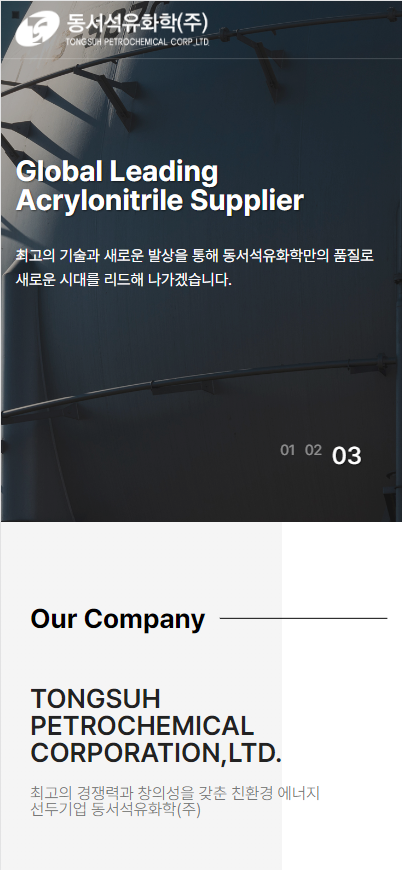 동서석유화학(주)
TONGSUH PETROCHEMICAL CORP.,LTD.
Global Leading
Acrylonitrile Supplier
최고의 기술과 새로운 발상을 통해 동서석유화학만의 품질로
새로운 시대를 리드해 나가겠습니다.
01 02 03
Our Company
TONGSUH
PETROCHEMICAL
CORPORATION,LTD.
최고의 경쟁력과 창의성을 갖춘 친환경 에너지
선두기업 동서석유화학(주)